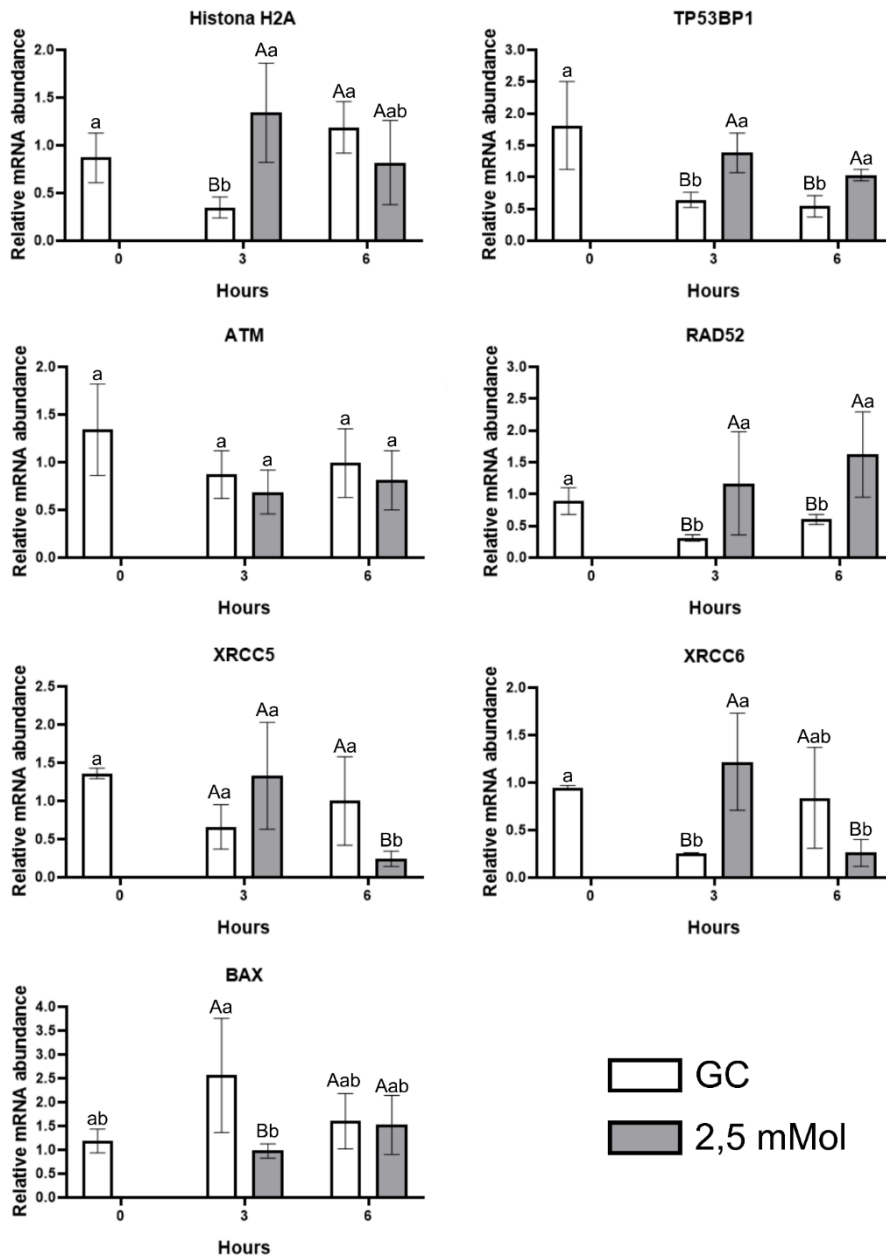 Histona H2A
Relative mRNA abundance
2.0
1.5
1.0
0.5
0.0
a
Bb
Aa
Aa
Aab
0
3
6
Hours
TP53BP1
Relative mRNA abundance
3.0
2.5
2.0
1.5
1.0
0.5
0.0
a
Bb
Aa
Bb
Aa
0
3
6
Hours
ATM
Relative mRNA abundance
2.0
1.5
1.0
0.5
0.0
a
a
a
a
a
0
3
6
Hours
RAD52
Relative mRNA abundance
3.0
2.5
2.0
1.5
1.0
0.5
0.0
a
Bb
Aa
Bb
Aa
0
3
6
Hours
XRCC5
Relative mRNA abundance
2.5
2.0
1.5
1.0
0.5
0.0
a
Aa
Aa
Aa
Bb
0
3
6
Hours
XRCC6
Relative mRNA abundance
2.0
1.5
1.0
0.5
0.0
a
Bb
Aa
Aab
Bb
0
3
6
Hours
BAX
Relative mRNA abundance
4.0
3.5
3.0
2.5
2.0
1.5
1.0
0.5
0.0
ab
Aa
Bb
Aab
Aab
0
3
6
Hours
GC
2,5 mMol